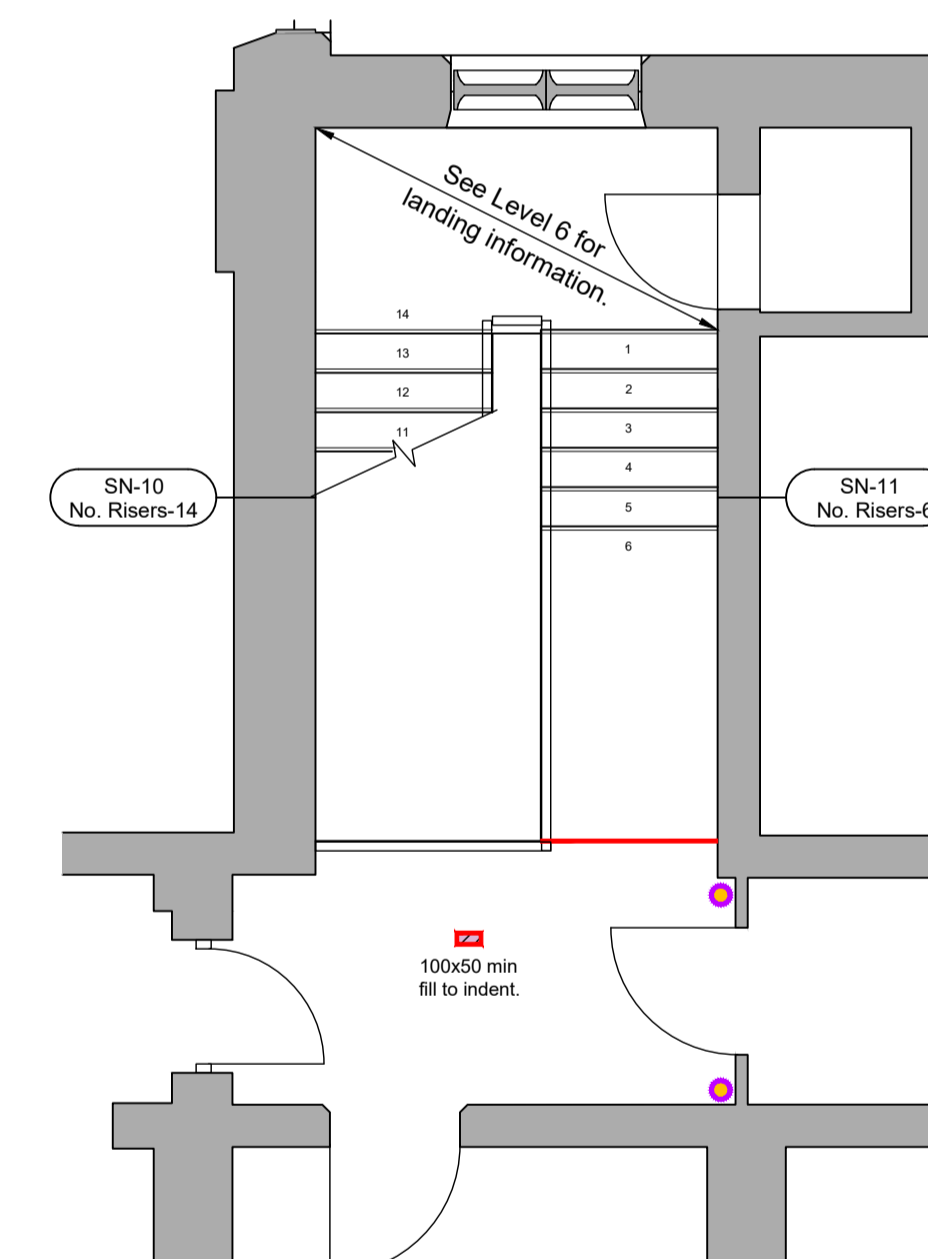 See Level 6 for
landing information.
14
13
12
11
1
2
3
4
5
6
SN-10
No. Risers-14
SN-11
No. Risers-6
100x50 min
fill to indent.